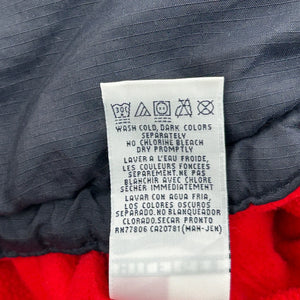 WASH COLD, DARK COLORS
SEPARATELY
NO CHLORINE BLEACH
DRY PROMPTLY
LAVER A L'EAU FROIDE,
LES COULEURS FONCEES
SEPAREMENT.NE PAS
BLANCHIR AVEC CHLORE
SECHER IMMEDIATEMENT
LAVAR CON AGUA FRIA,
LOS COLORES OSCUROS
SEPARADO.NO BLANQUEADOR
CLORADO.SECAR PRONTO
RN77806 CA20781(MAH-JEN)